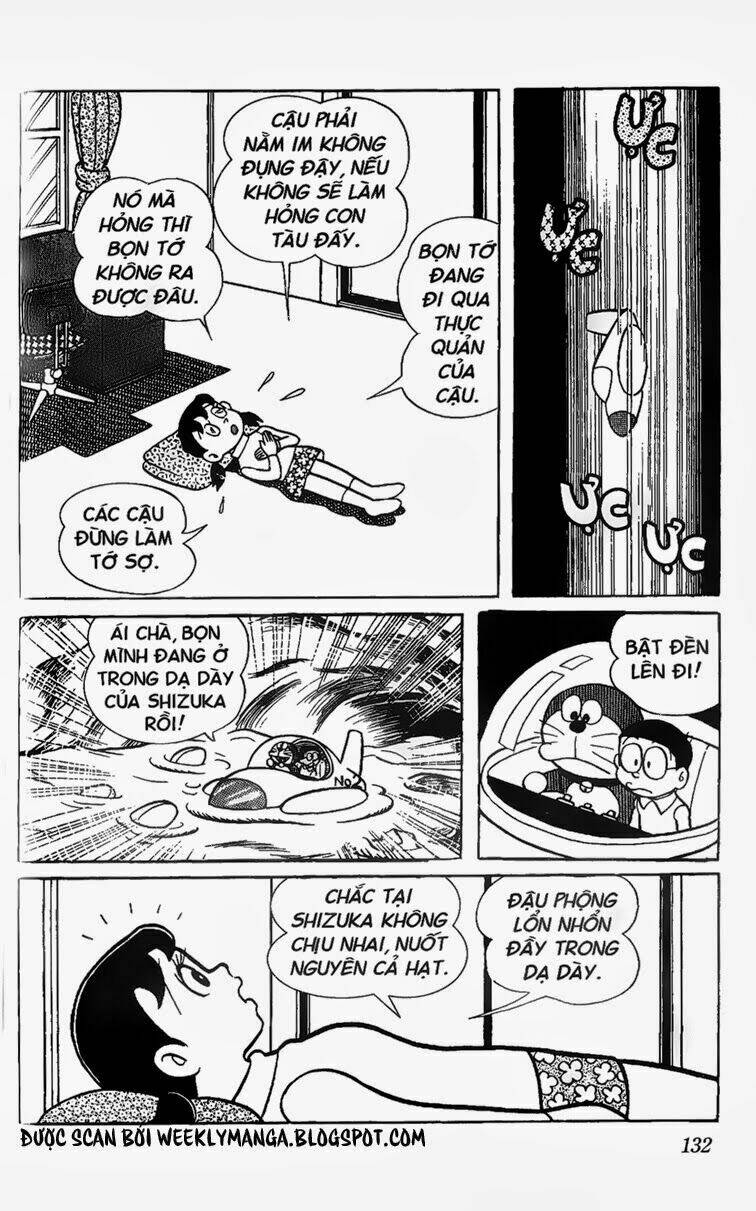 CẬU PHẢI
NẰM IM KHÔNG
ĐỤNG ĐẬY, NẾU
KHÔNG SẼ LÀM
HỎNG CON
TÀU ĐẤY.
NÓ MÀ
HỎNG THÌ
BỌN TỚ
KHÔNG RA
ĐƯỢC ĐÂU.
BỌN TỚ
ĐANG
ĐI QUA
THỰC
QUẢN
CỦA
CẬU.
CÁC CẬU
ĐỪNG LÀM
TỚ SỢ.
ỰC
ỰC
ỰC
ỰC
ÁI CHÀ, BỌN
MÌNH ĐANG Ở
TRONG DẠ DÀY
CỦA SHIZUKA
RỒI!
BẬT ĐÈN
LÊN ĐI!
CHẮC TẠI
SHIZUKA KHÔNG
CHỊU NHAI, NUỐT
NGUYÊN CẢ HẠT.
ĐẬU PHỘNG
LỔN NHỔN
ĐẦY TRONG
DẠ DÀY.
ĐƯỢC SCAN BỞI WEEKLYMANGA.BLOGSPOT.COM
132